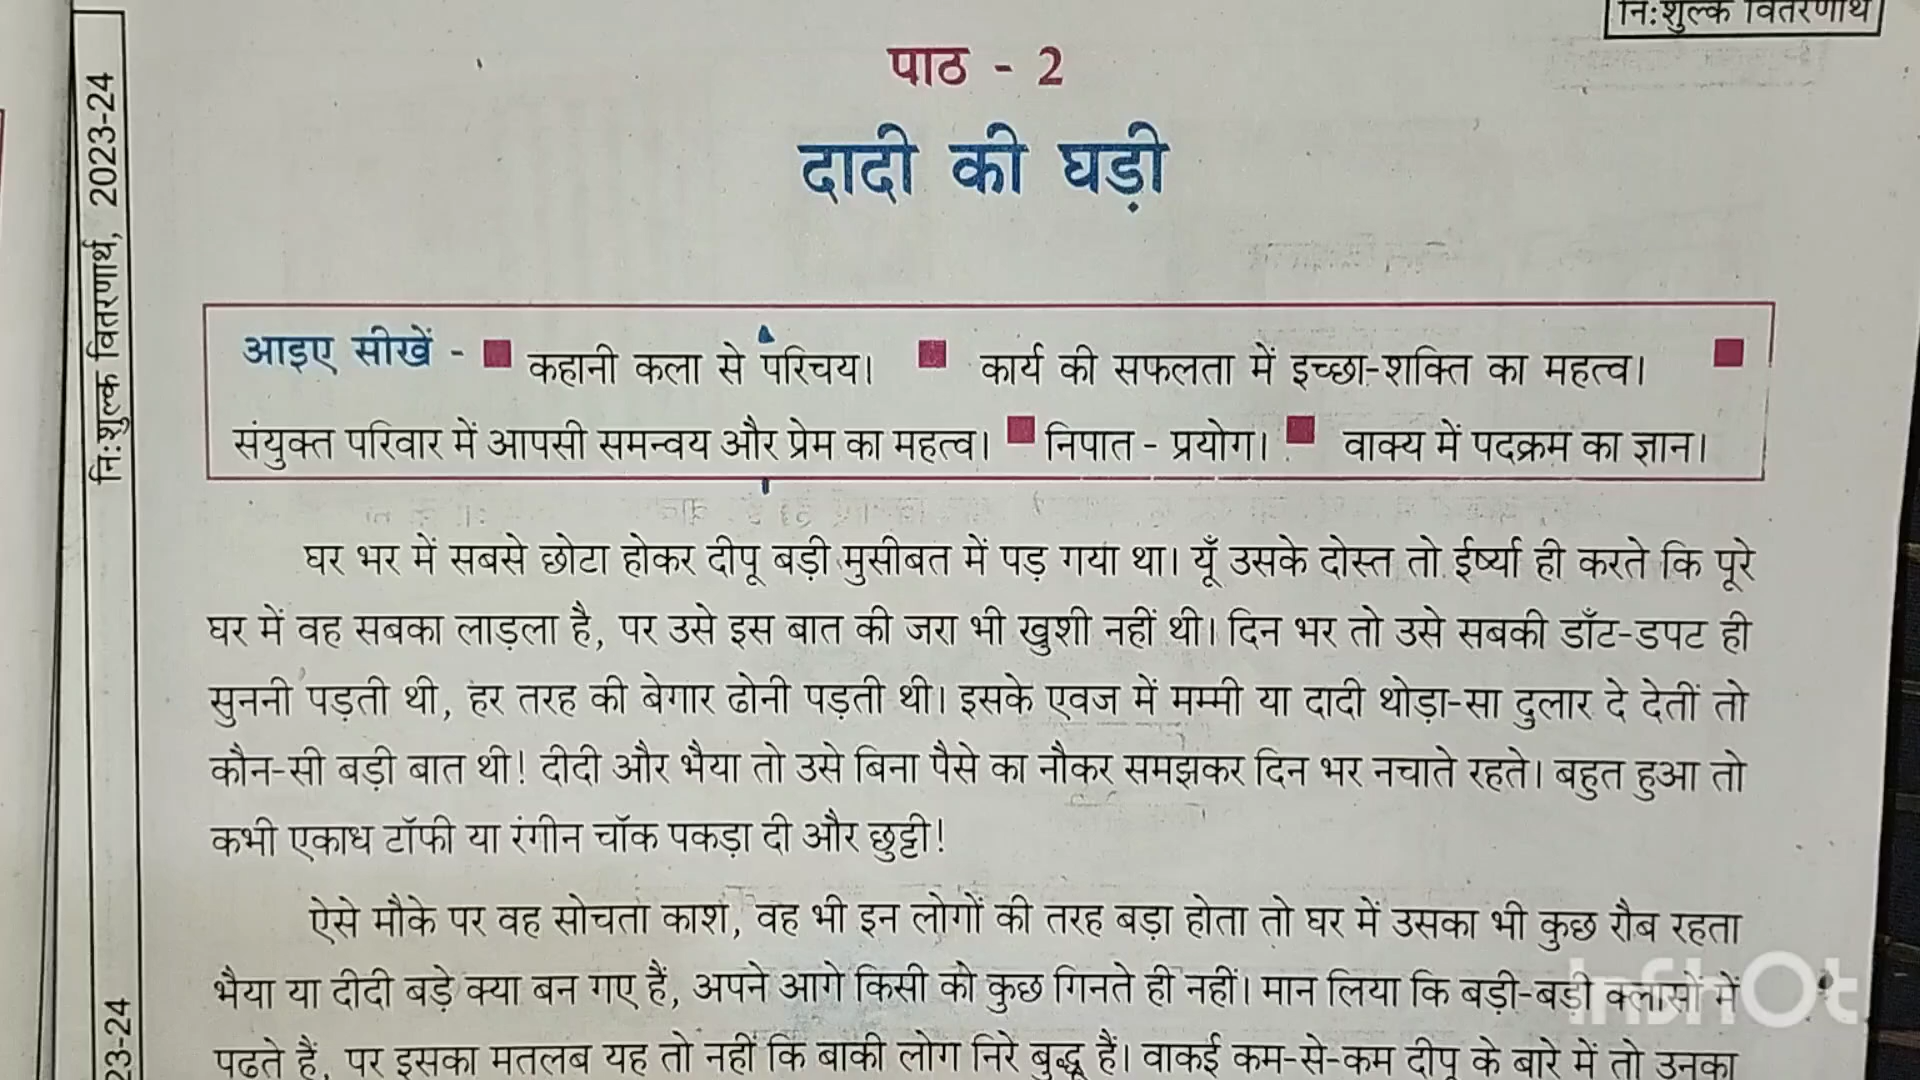 नि:शुल्क वितरणार्थ
नि:शुल्क वितरणार्थ, 2023-24
पाठ - 2
दादी की घड़ी
आइए सीखें - ■ कहानी कला से परिचय। ■ कार्य की सफलता में इच्छा-शक्ति का महत्व। ■
संयुक्त परिवार में आपसी समन्वय और प्रेम का महत्व। ■ निपात - प्रयोग। ■ वाक्य में पदक्रम का ज्ञान।
घर भर में सबसे छोटा होकर दीपू बड़ी मुसीबत में पड़ गया था। यूँ उसके दोस्त तो ईर्ष्या ही करते कि पूरे
घर में वह सबका लाड़ला है, पर उसे इस बात की जरा भी खुशी नहीं थी। दिन भर तो उसे सबकी डाँट-डपट ही
सुननी पड़ती थी, हर तरह की बेगार ढोनी पड़ती थी। इसके एवज में मम्मी या दादी थोड़ा-सा दुलार दे देतीं तो
कौन-सी बड़ी बात थी! दीदी और भैया तो उसे बिना पैसे का नौकर समझकर दिन भर नचाते रहते। बहुत हुआ तो
कभी एकाध टॉफी या रंगीन चॉक पकड़ा दी और छुट्टी!
ऐसे मौके पर वह सोचता काश, वह भी इन लोगों की तरह बड़ा होता तो घर में उसका भी कुछ रौब रहता
भैया या दीदी बड़े क्या बन गए हैं, अपने आगे किसी को कुछ गिनते ही नहीं। मान लिया कि बड़ी-बड़ी क्लासों में
पढते हैं, पर इसका मतलब यह तो नहीं कि बाकी लोग निरे बुद्धू हैं। वाकई कम-से-कम दीपू के बारे में तो उनका
23-24
InShOt